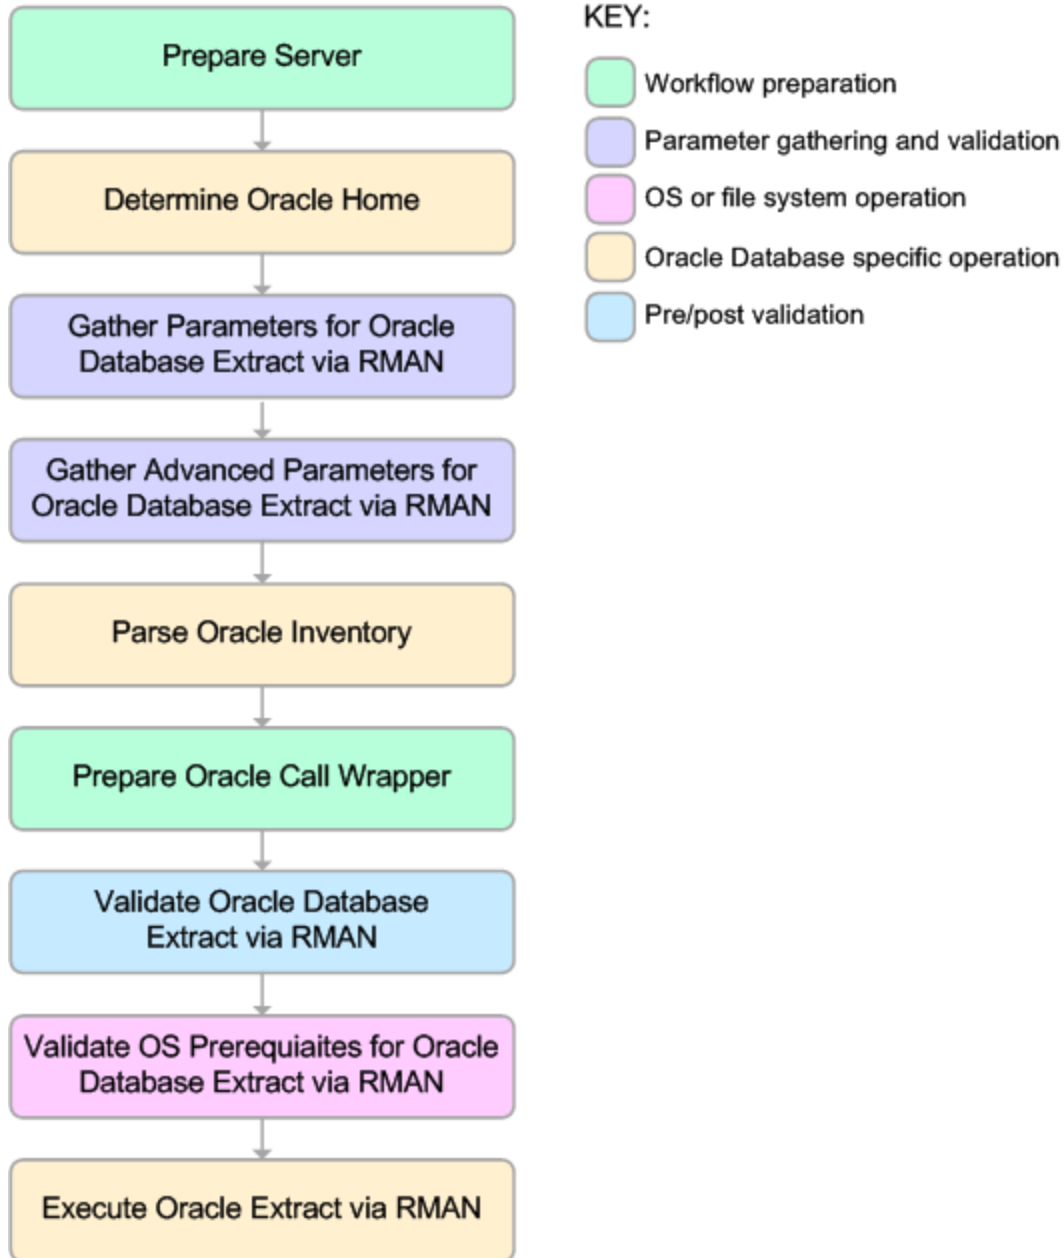 Prepare Server
Determine Oracle Home
Gather Parameters for Oracle
Database Extract via RMAN
Gather Advanced Parameters for
Oracle Database Extract via RMAN
Parse Oracle Inventory
Prepare Oracle Call Wrapper
Validate Oracle Database
Extract via RMAN
Validate OS Prerequiaites for Oracle
Database Extract via RMAN
Execute Oracle Extract via RMAN
KEY:
Workflow preparation
Parameter gathering and validation
OS or file system operation
Oracle Database specific operation
Pre/post validation